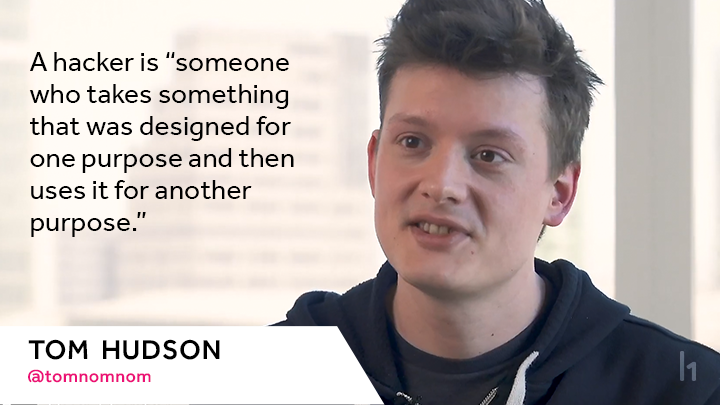 A hacker is “someone
who takes something
that was designed for
one purpose and then
uses it for another
purpose.”
TOM HUDSON
@tomnomnom
h1